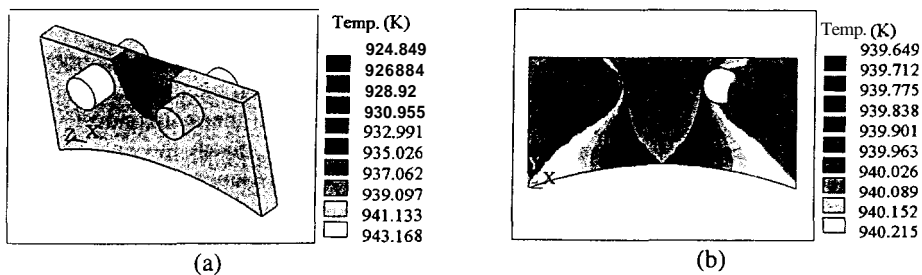 Temp. (K)
924.849
926884
928.92
930.955
932.991
935.026
937.062
939.097
941.133
943.168
Z X
(a)
Temp. (K)
939.649
939.712
939.775
939.838
939.901
939.963
940.026
940.089
940.152
940.215
Y
X
(b)